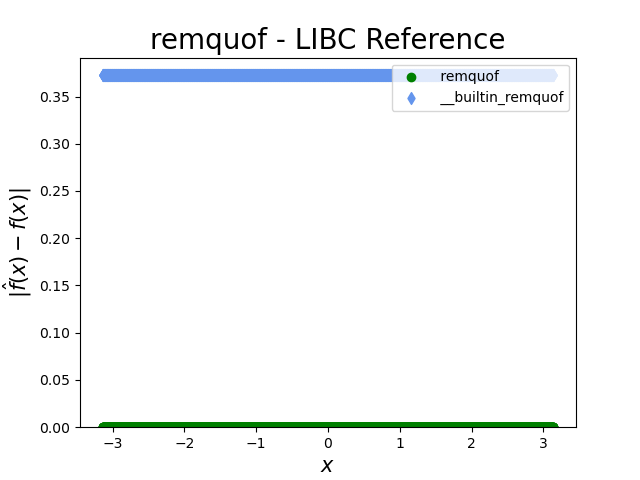 remquof - LIBC Reference
remquof
__builtin_remquof
|f̂(x) − f(x)|
0.35
0.30
0.25
0.20
0.15
0.10
0.05
0.00
−3 −2 −1 0 1 2 3
x